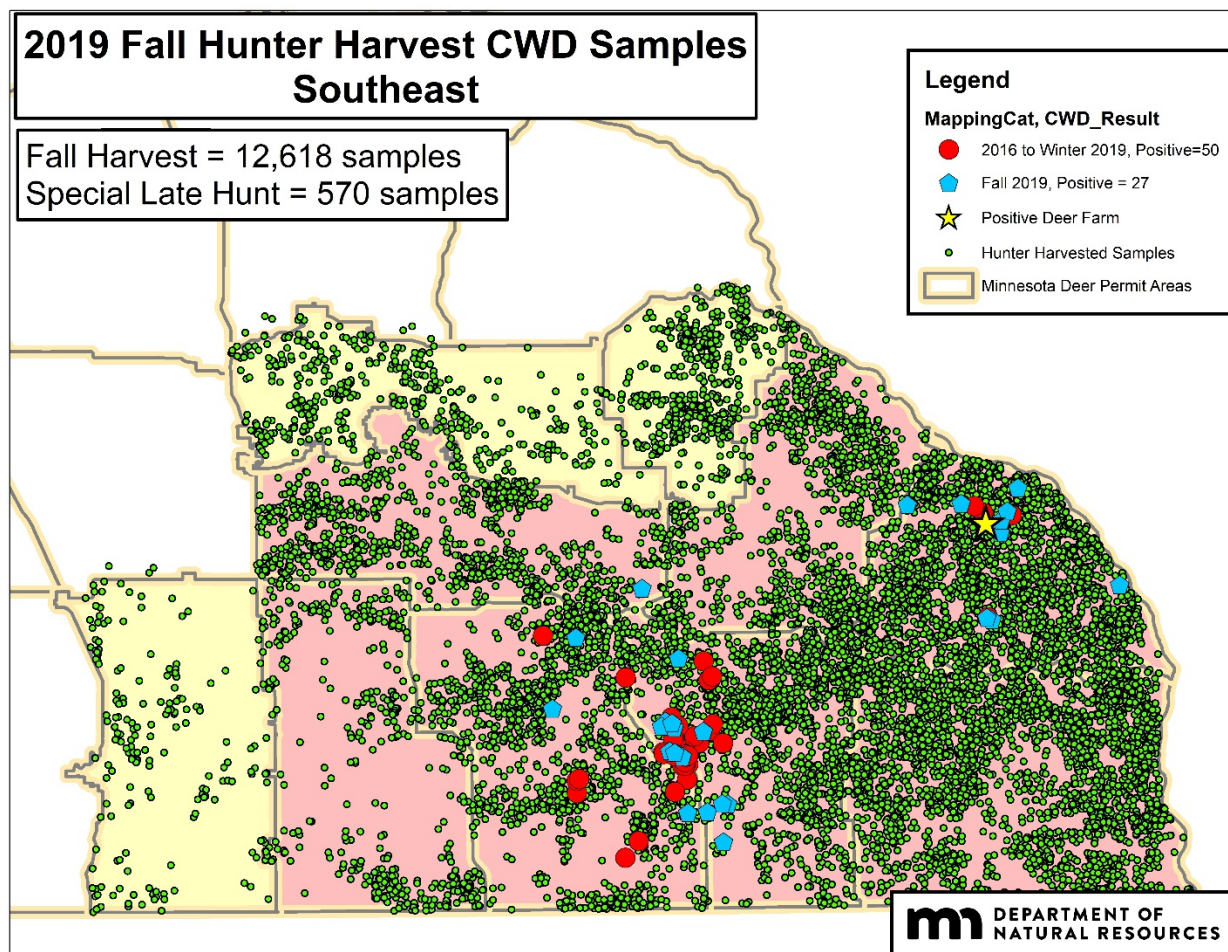 2019 Fall Hunter Harvest CWD Samples
Southeast
Fall Harvest = 12,618 samples
Special Late Hunt = 570 samples
Legend
MappingCat, CWD_Result
2016 to Winter 2019, Positive=50
Fall 2019, Positive = 27
Positive Deer Farm
Hunter Harvested Samples
Minnesota Deer Permit Areas
DEPARTMENT OF
NATURAL RESOURCES